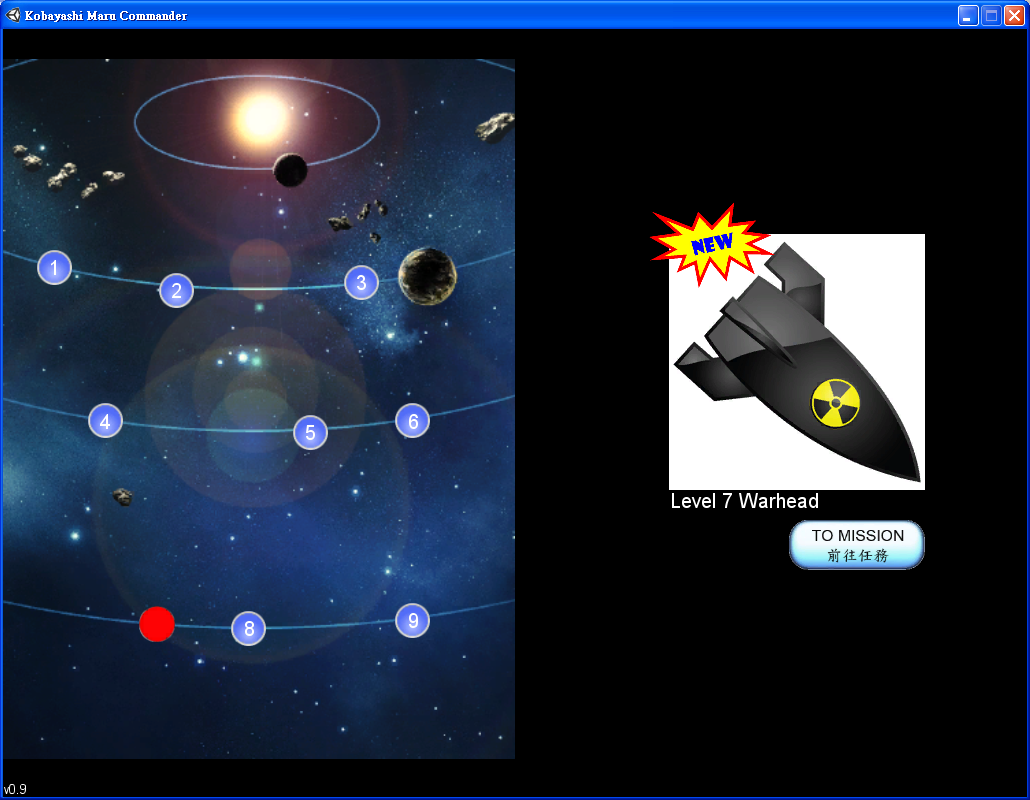 Kobayashi Maru Commander
1
2
3
4
5
6
8
9
NEW
Level 7 Warhead
TO MISSION
前往任務
v0.9